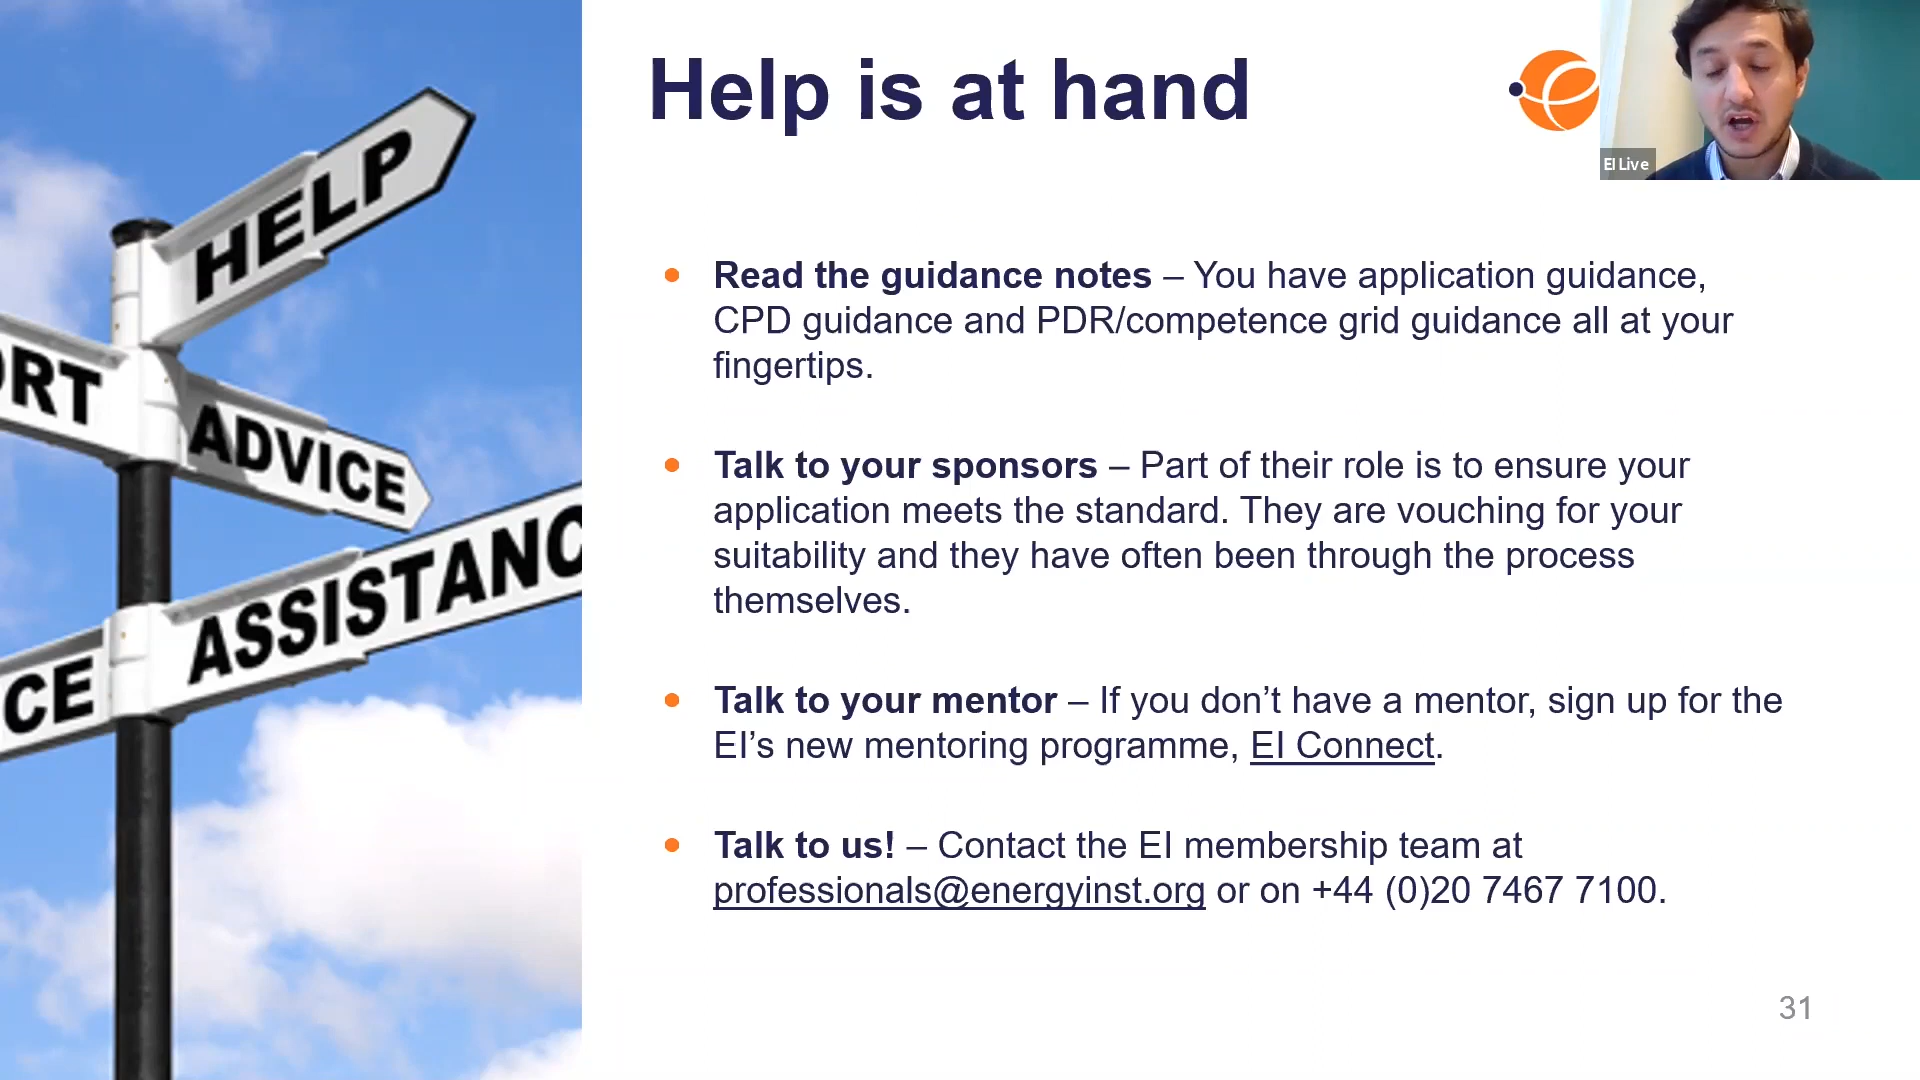 Help is at hand
EI Live
HELP
ORT
ADVICE
ASSISTANC
CE
• Read the guidance notes – You have application guidance,
CPD guidance and PDR/competence grid guidance all at your
fingertips.
• Talk to your sponsors – Part of their role is to ensure your
application meets the standard. They are vouching for your
suitability and they have often been through the process
themselves.
• Talk to your mentor – If you don’t have a mentor, sign up for the
EI’s new mentoring programme, EI Connect.
• Talk to us! – Contact the EI membership team at
professionals@energyinst.org or on +44 (0)20 7467 7100.
31